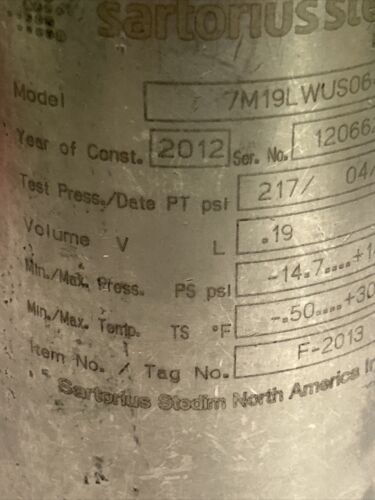 sartorius ste
Model 7M19LWUS06
Year of Const. 2012 Ser. No. 12066
Test Press./Date PT psi 217/ 04/
Volume V L .19
Min./Max. Press. PS psi -14.7....+1
Min./Max. Temp. TS °F -.50....+30
Item No. / Tag No. F-2013
Sartorius Stedim North America In